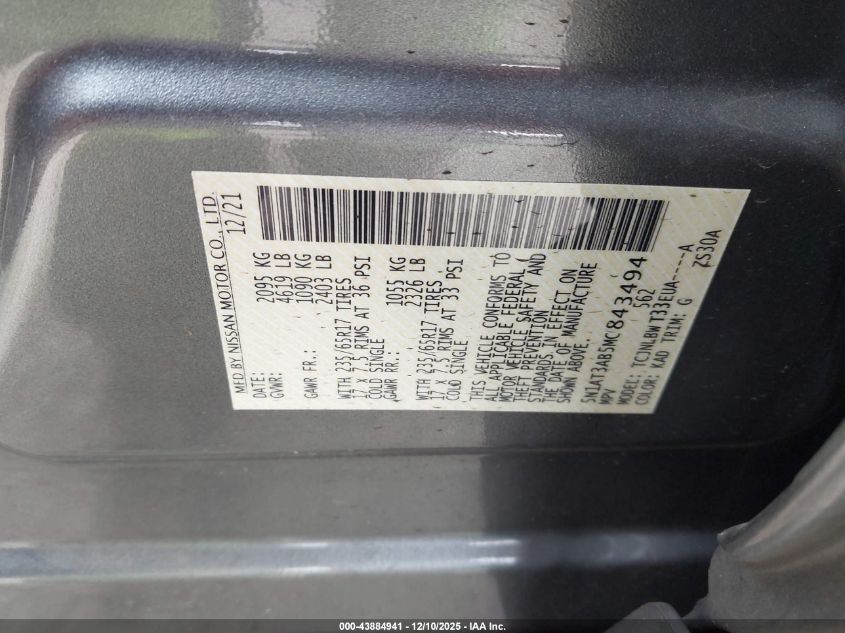 MFD BY NISSAN MOTOR CO., LTD.
DATE: 12/21
GVWR: 2095 KG
4619 LB
GAWR FR.: 1090 KG
2403 LB
WITH 235/65R17 TIRES
17 X 7.5 RIMS AT 36 PSI
COLD SINGLE
GAWR RR.: 1055 KG
2326 LB
WITH 235/65R17 TIRES
17 X 7.5 RIMS AT 33 PSI
COLD SINGLE
THIS VEHICLE CONFORMS TO
ALL APPLICABLE FEDERAL
MOTOR VEHICLE SAFETY AND
THEFT PREVENTION
STANDARDS IN EFFECT ON
THE DATE OF MANUFACTURE
SHOWN ABOVE.
5N1AT3AB3MC843494
MPV 562
MODEL: TCJNLBW T33EUA-----A
COLOR: KAD TRIM: G
ZS30A
000-43884941 - 12/10/2025 - IAA Inc.